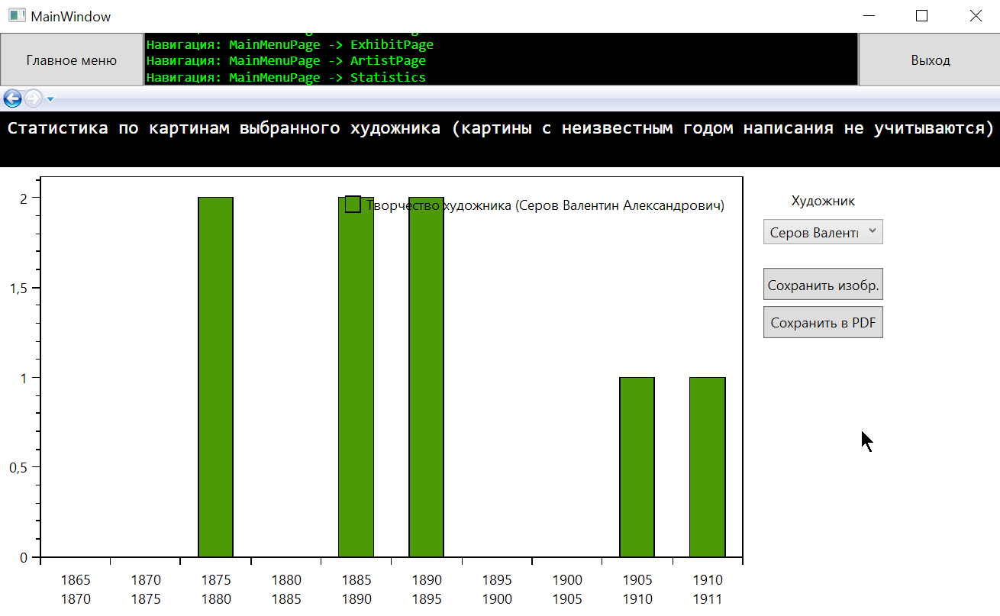 MainWindow
Главное меню
Навигация: MainMenuPage -> ExhibitPage
Навигация: MainMenuPage -> ArtistPage
Навигация: MainMenuPage -> Statistics
Выход
Статистика по картинам выбранного художника (картины с неизвестным годом написания не учитываются)
Творчество художника (Серов Валентин Александрович)
2
1,5
1
0,5
0
1865 1870 1875 1880 1885 1890 1895 1900 1905 1910
1870 1875 1880 1885 1890 1895 1900 1905 1910 1911
Художник
Серов Валент
Сохранить изобр.
Сохранить в PDF